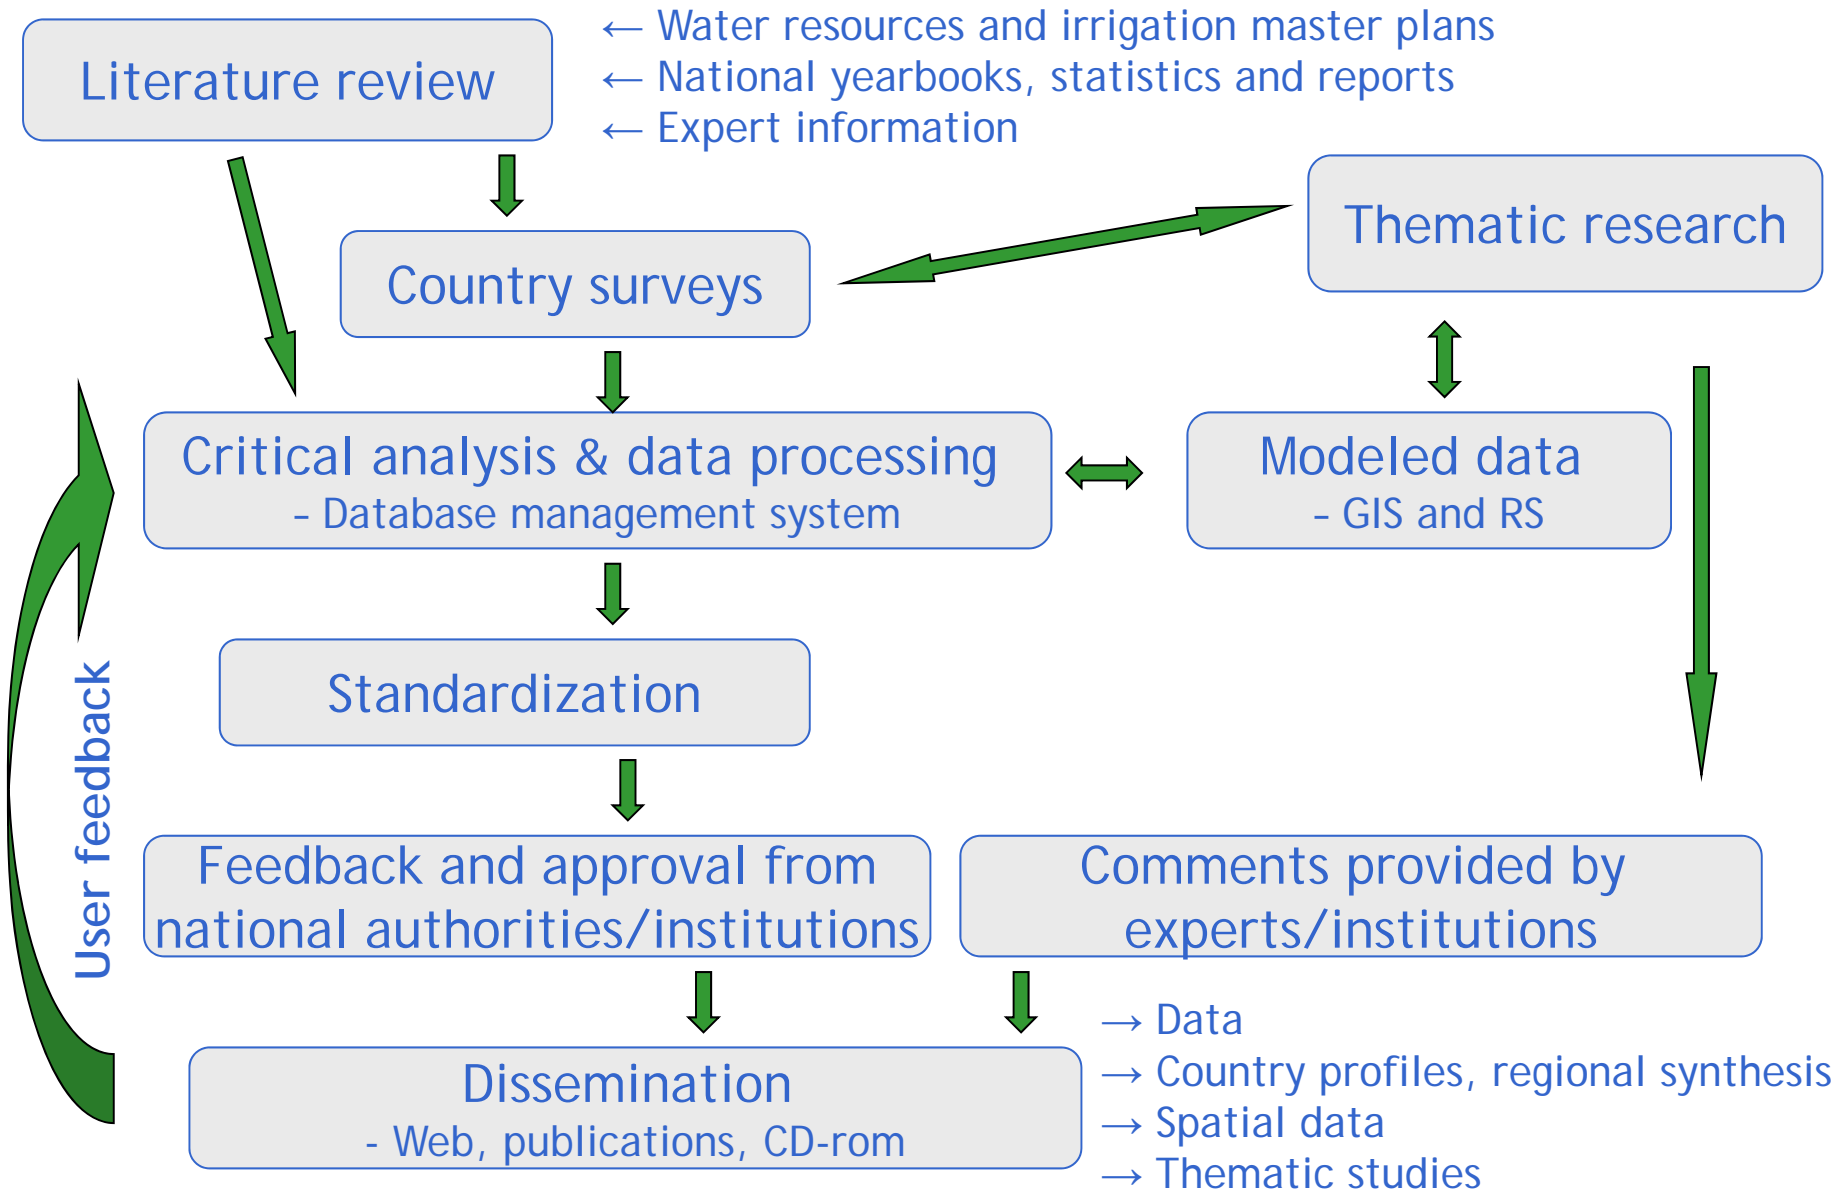 Literature review
← Water resources and irrigation master plans
← National yearbooks, statistics and reports
← Expert information
Thematic research
Country surveys
Critical analysis & data processing
- Database management system
Modeled data
- GIS and RS
Standardization
User feedback
Feedback and approval from
national authorities/institutions
Comments provided by
experts/institutions
Dissemination
- Web, publications, CD-rom
→ Data
→ Country profiles, regional synthesis
→ Spatial data
→ Thematic studies